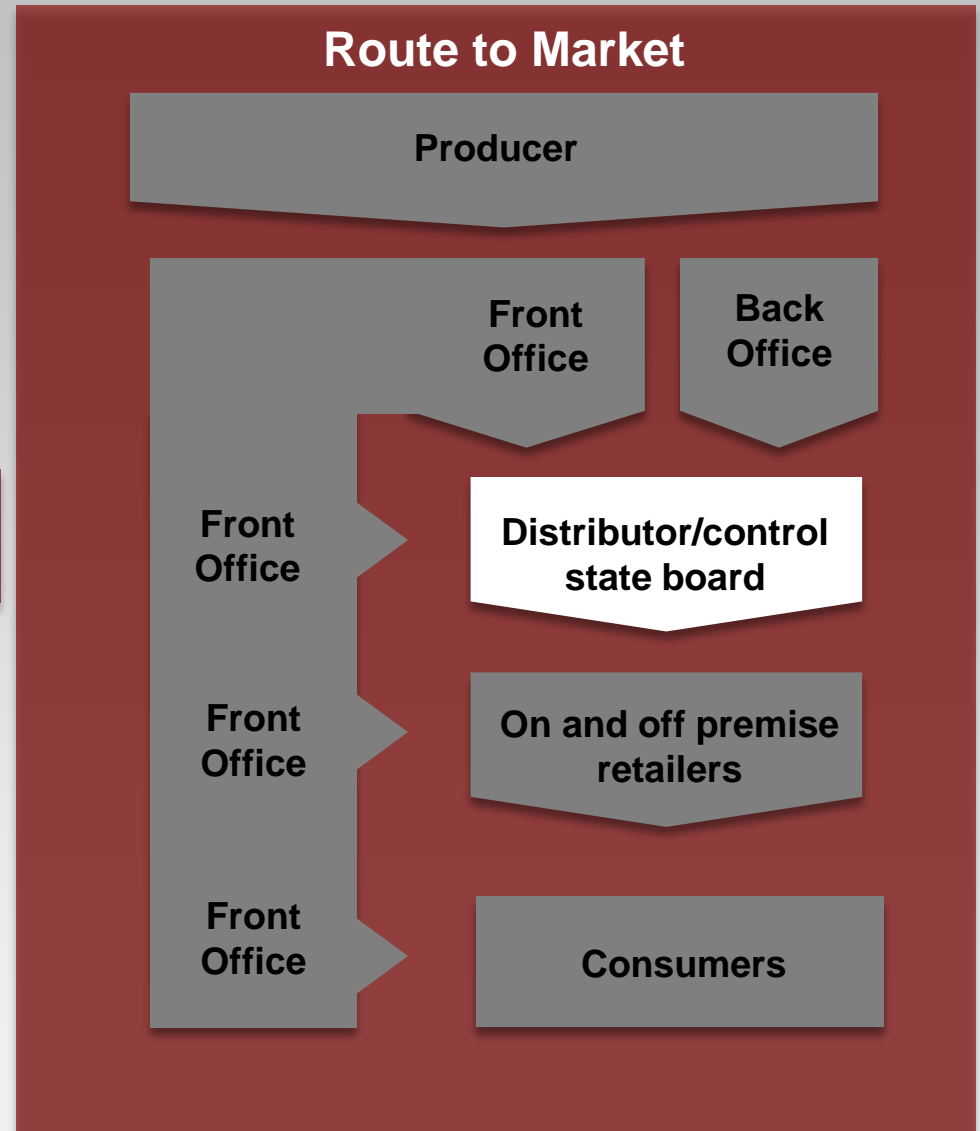 Route to Market
Producer
Front
Office
Back
Office
Front
Office
Distributor/control
state board
Front
Office
On and off premise
retailers
Front
Office
Consumers